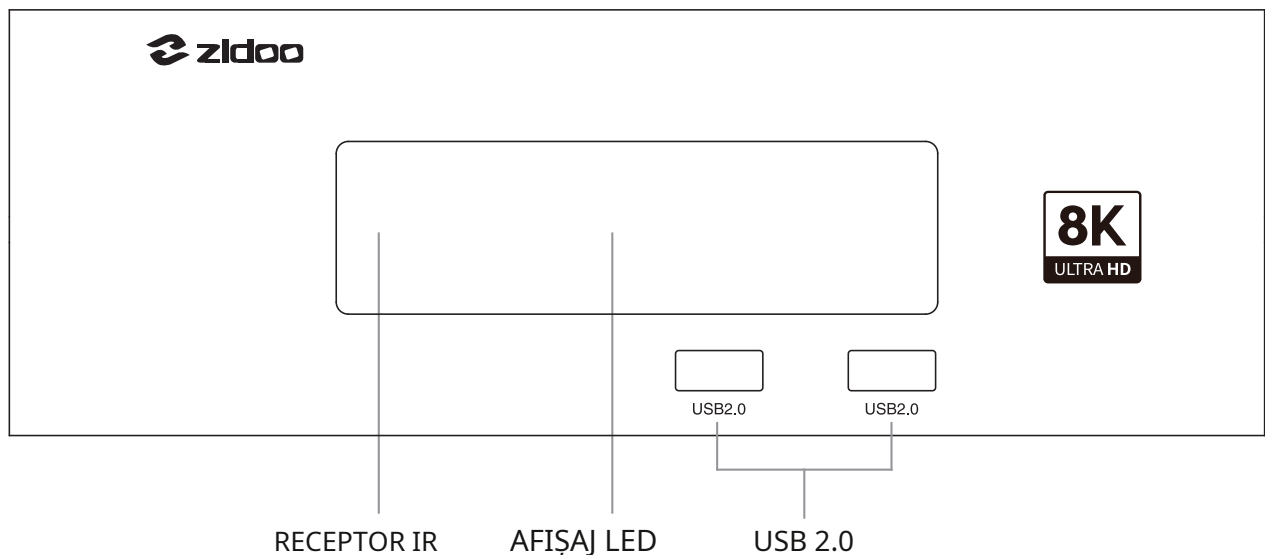 zidoo
8K
ULTRA HD
USB2.0
USB2.0
RECEPTOR IR
AFIȘAJ LED
USB 2.0